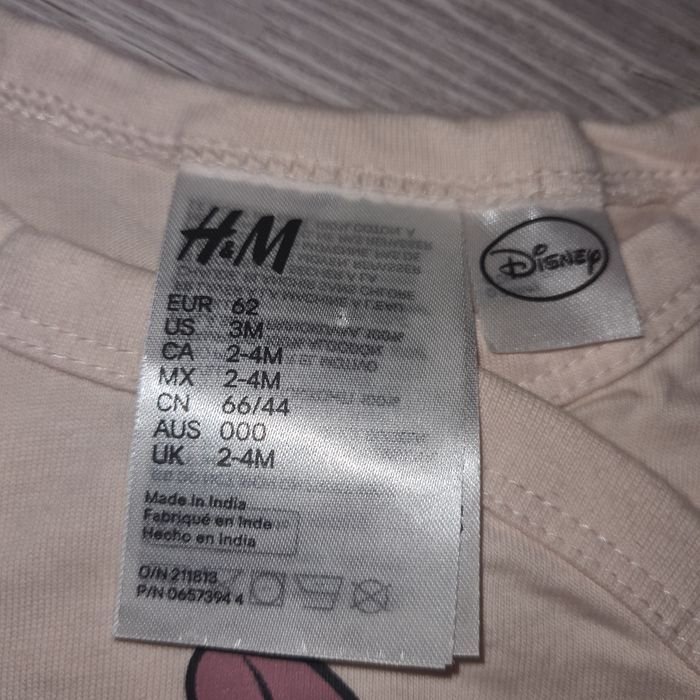 H&M
EUR 62
US 3M
CA 2-4M
MX 2-4M
CN 66/44
AUS 000
UK 2-4M
Made in India
Fabriqué en Inde
Hecho en India
O/N 211813
P/N 0657394 4
Disney